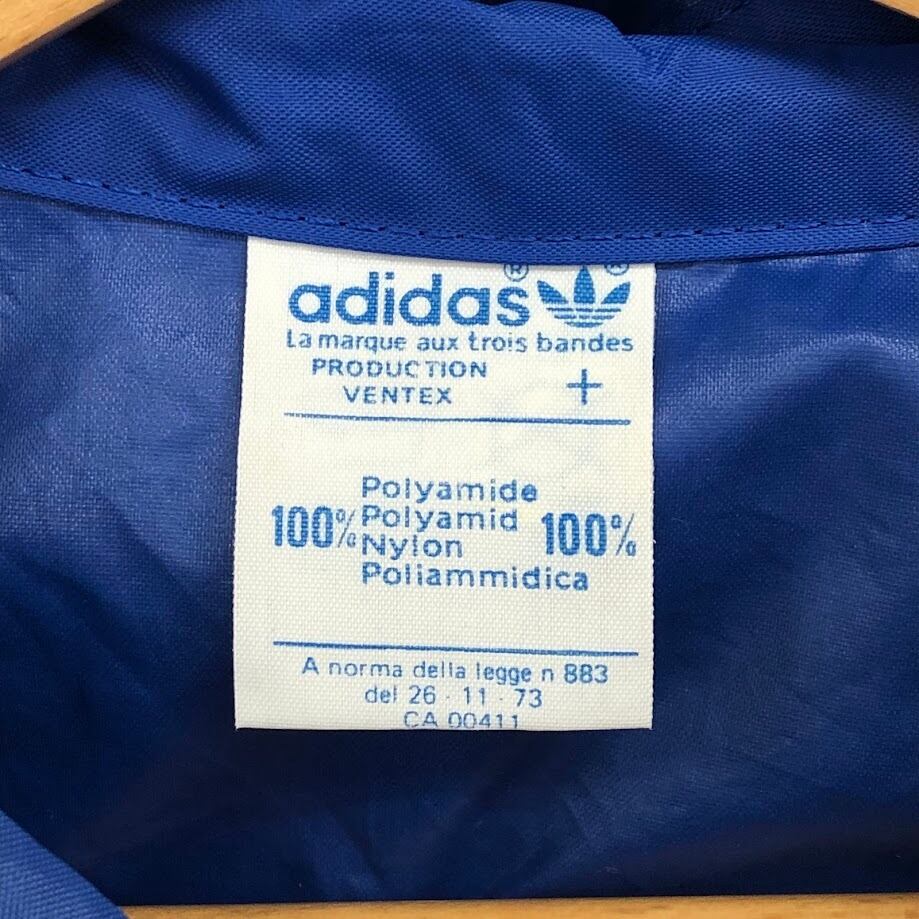 adidas®
La marque aux trois bandes
PRODUCTION
VENTEX +
100% Polyamide 100%
Polyamid
Nylon
Poliammidica
A norma della legge n 883
del 26 · 11 · 73
CA 00411